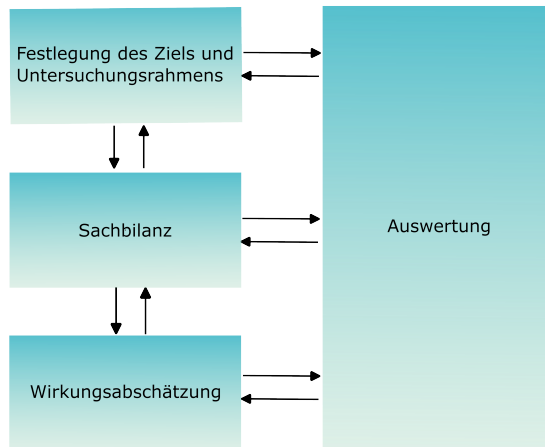 Festlegung des Ziels und
Untersuchungsrahmens
Sachbilanz
Auswertung
Wirkungsabschätzung